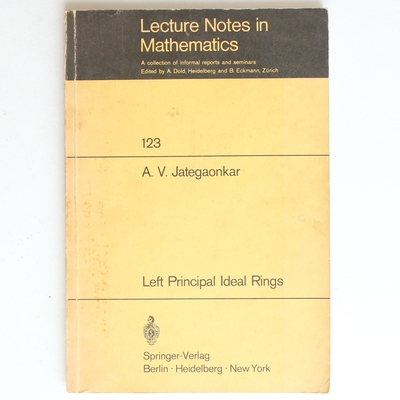 Lecture Notes in
Mathematics
A collection of informal reports and seminars
Edited by A. Dold, Heidelberg and B. Eckmann, Zürich
123
A. V. Jategaonkar
Left Principal Ideal Rings
Springer-Verlag
Berlin · Heidelberg · New York